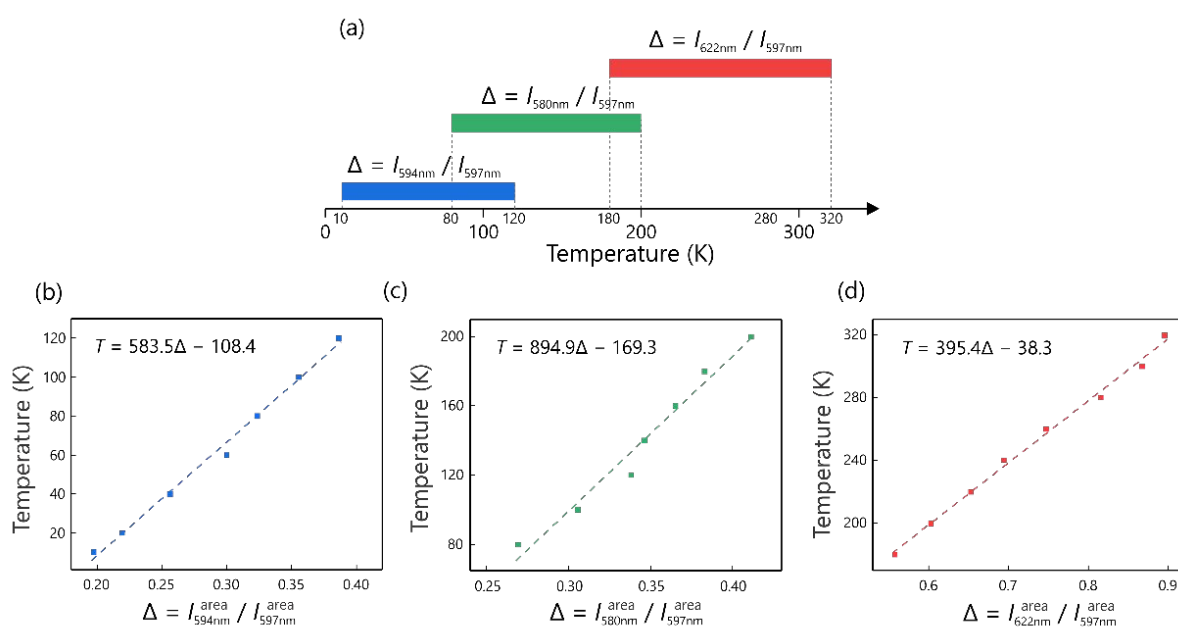 (a)
Δ = I622nm / I597nm
Δ = I580nm / I597nm
Δ = I594nm / I597nm
0 10 80 100 120 180 200 280 300 320
Temperature (K)
(b)
T = 583.5Δ − 108.4
Temperature (K)
120
100
80
60
40
20
0.20 0.25 0.30 0.35 0.40
Δ = I594nm^area / I597nm^area
(c)
T = 894.9Δ − 169.3
Temperature (K)
200
160
120
80
0.25 0.30 0.35 0.40
Δ = I580nm^area / I597nm^area
(d)
T = 395.4Δ − 38.3
Temperature (K)
320
280
240
200
0.6 0.7 0.8 0.9
Δ = I622nm^area / I597nm^area